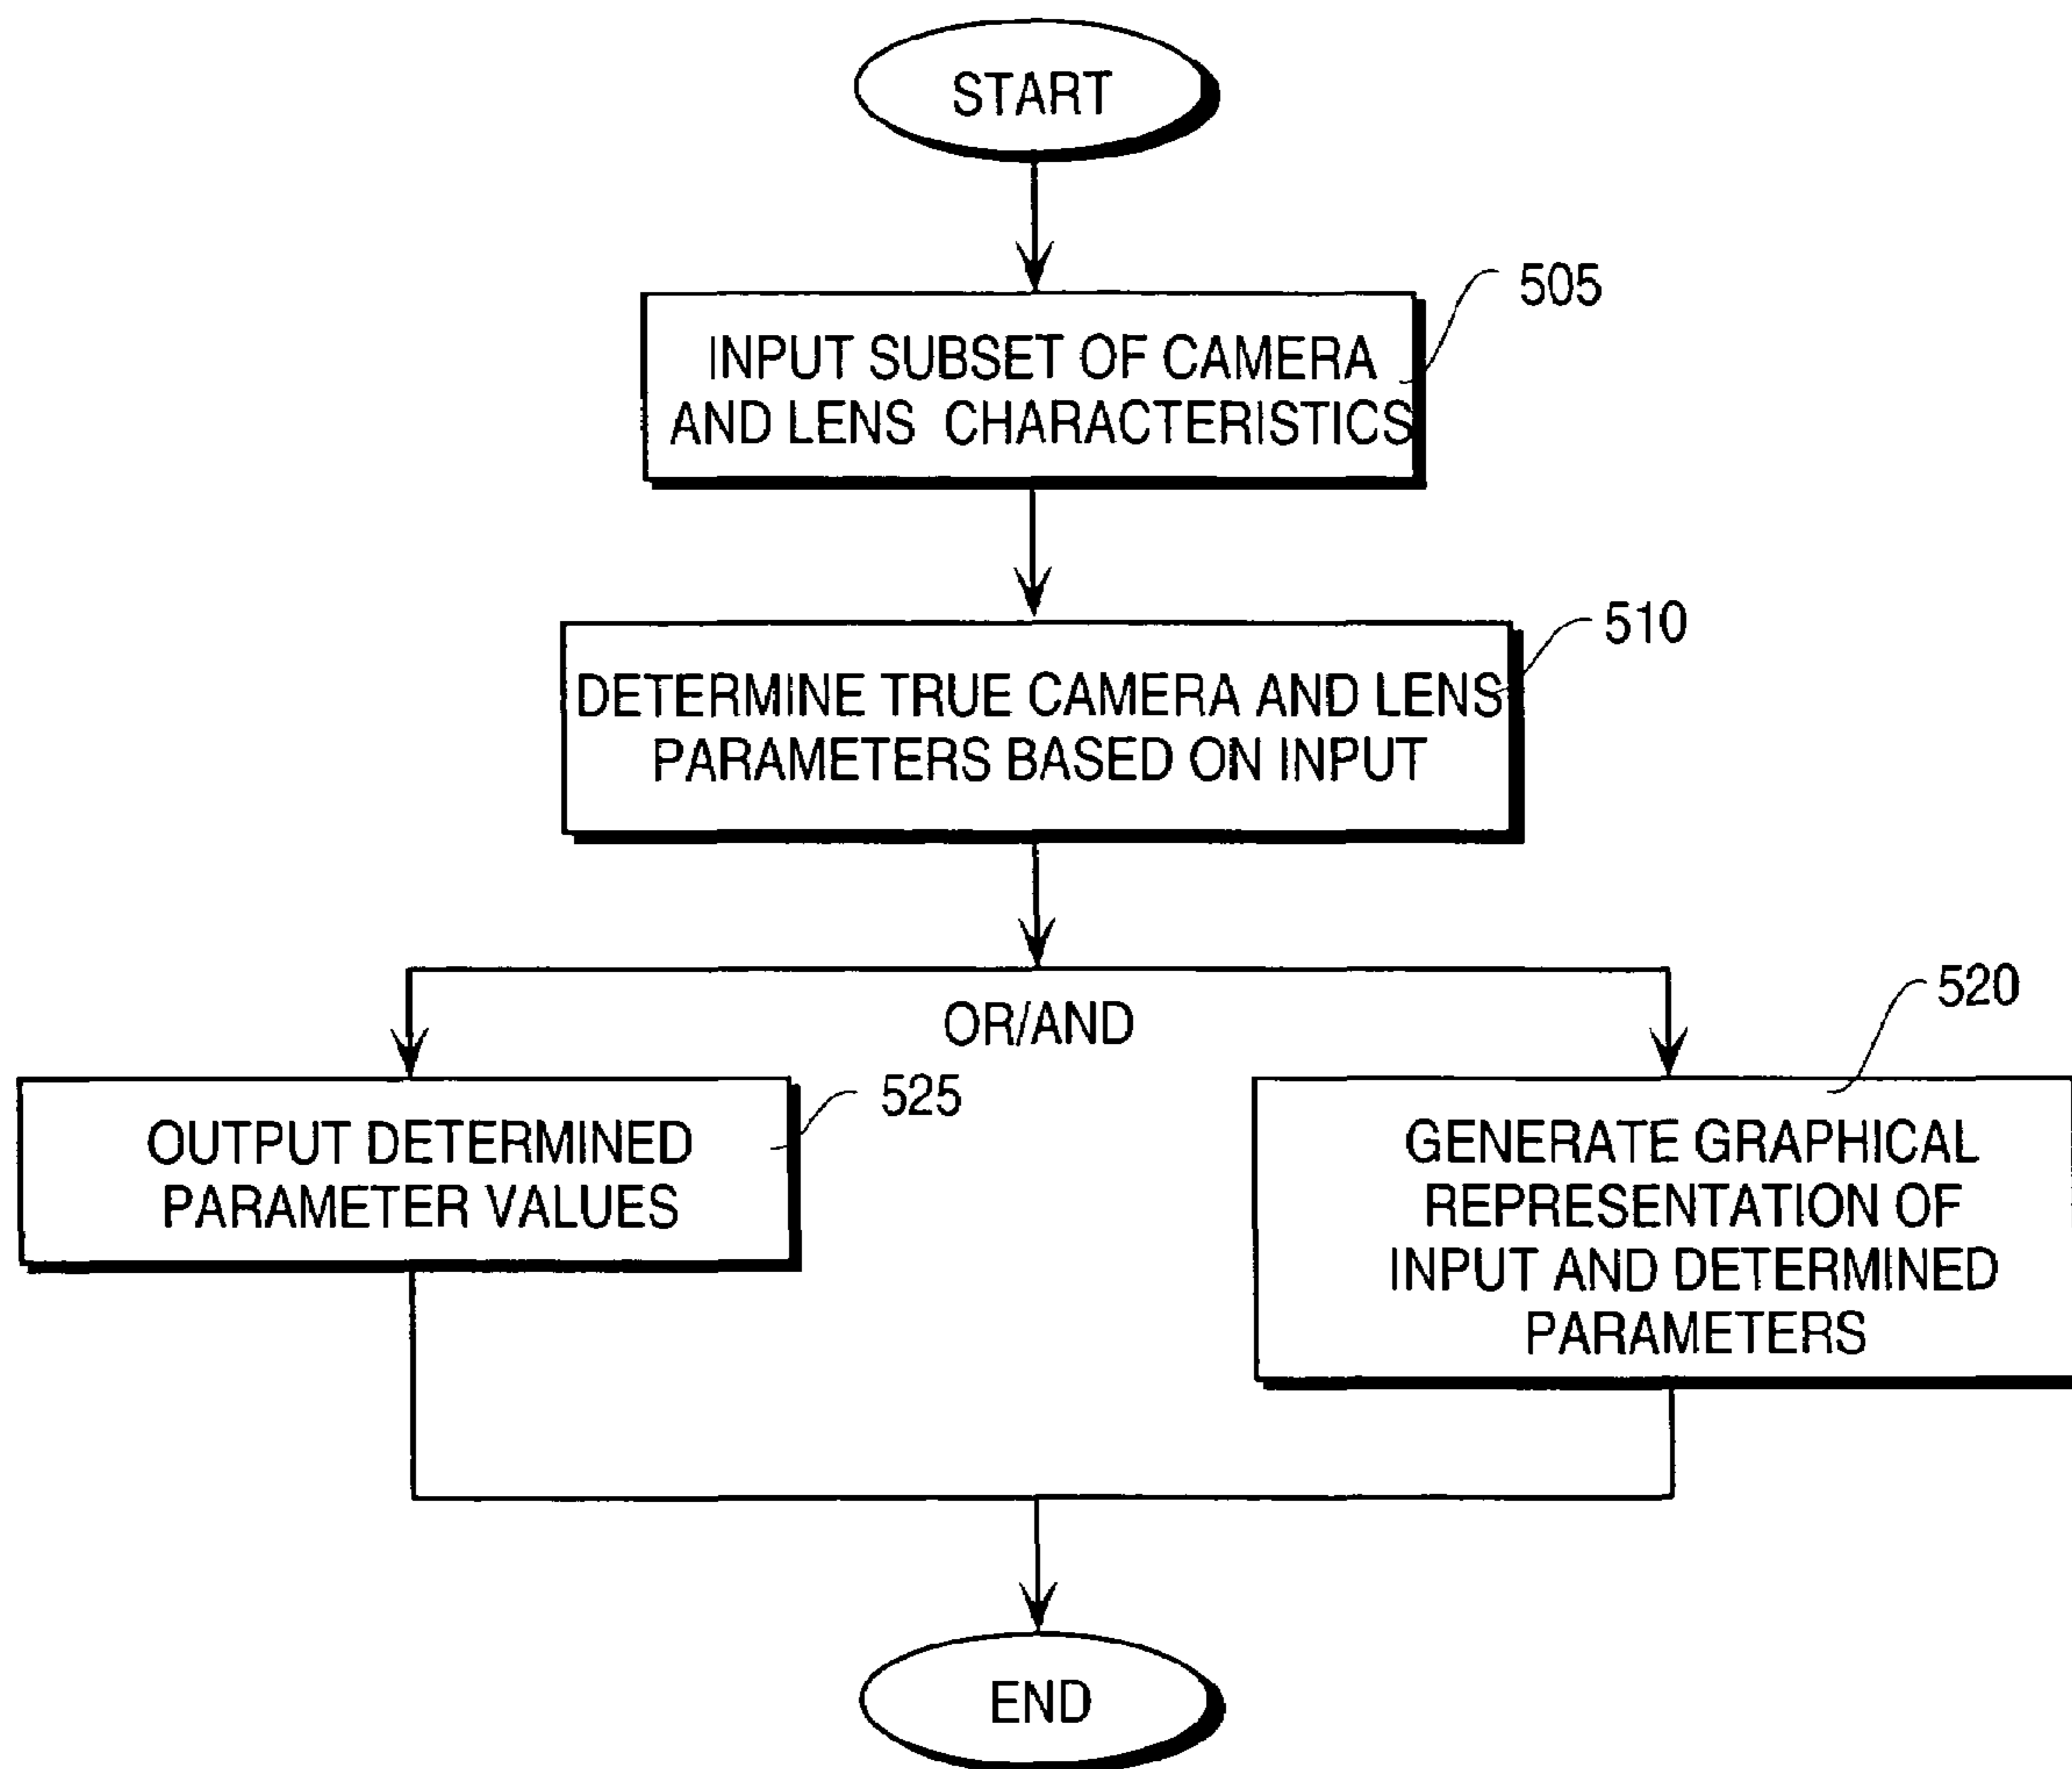 START
505
INPUT SUBSET OF CAMERA
AND LENS CHARACTERISTICS
510
DETERMINE TRUE CAMERA AND LENS
PARAMETERS BASED ON INPUT
OR/AND
520
525
OUTPUT DETERMINED
PARAMETER VALUES
GENERATE GRAPHICAL
REPRESENTATION OF
INPUT AND DETERMINED
PARAMETERS
END